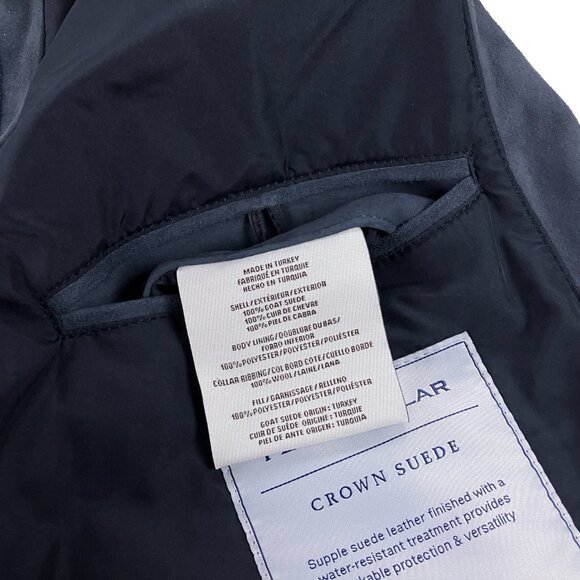 MADE IN TURKEY
FABRIQUÉ EN TURQUIE
HECHO EN TURQUIA
SHELL/EXTÉRIEUR/EXTERIOR
100% GOAT SUEDE
100% CUIR DE CHEVRE
100% PIEL DE CABRA
BODY LINING/DOUBLURE DU BAS/
FORRO INFERIOR
100% POLYESTER/POLYESTER/POLIÉSTER
COLLAR RIBBING/COL BORD COTE/CUELLO BORDE
100% WOOL/LAINE/LANA
FILL/GARNISSAGE/RELLENO
100% POLYESTER/POLYESTER/POLIÉSTER
GOAT SUEDE ORIGIN: TURKEY
CUIR DE SUÈDE ORIGINE: TURQUIE
PIEL DE ANTE ORIGEN: TURQUIA
LAR
CROWN SUEDE
Supple suede leather finished with a
water-resistant treatment provides
protection & versatility